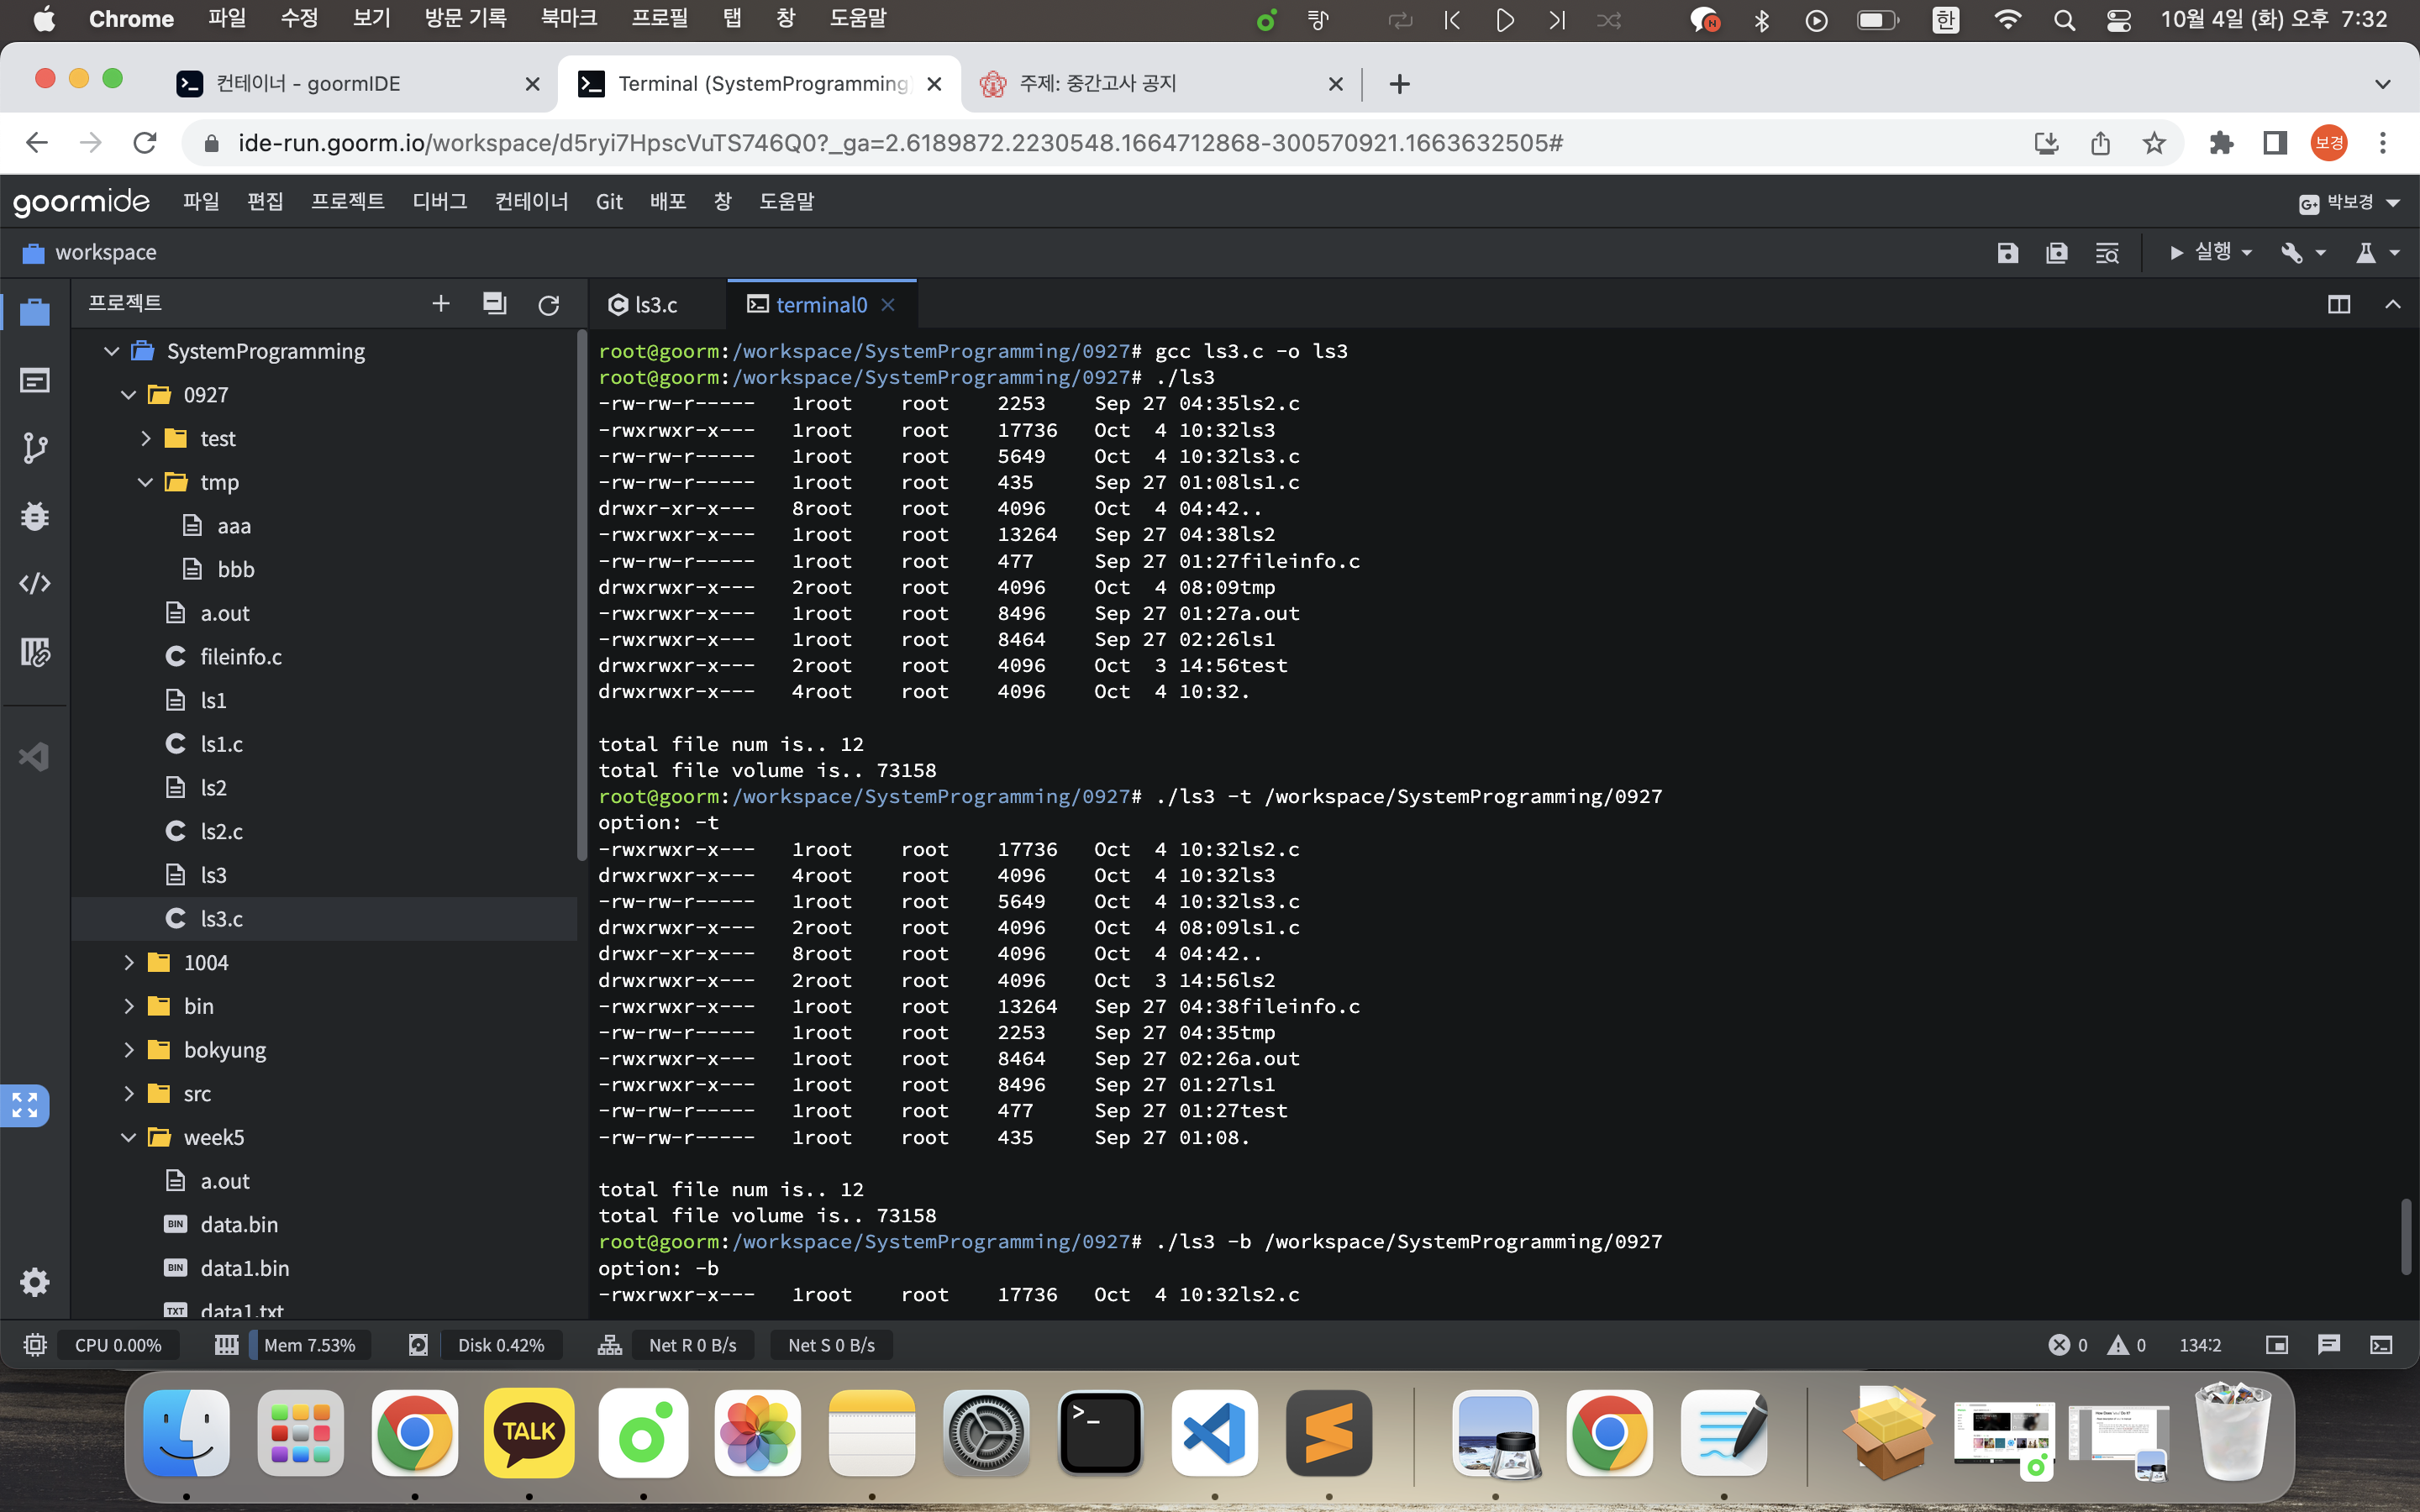 Chrome 파일 수정 보기 방문 기록 북마크 프로필 탭 창 도움말 N 한 10월 4일 (화) 오후 7:32
컨테이너 - goormIDE
Terminal (SystemProgramming)
주제: 중간고사 공지
ide-run.goorm.io/workspace/d5ryi7HpscVuTS746Q0?_ga=2.6189872.2230548.1664712868-300570921.1663632505#
보경
goormide 파일 편집 프로젝트 디버그 컨테이너 Git 배포 창 도움말 G+ 박보경
workspace 실행
프로젝트
SystemProgramming
0927
test
tmp
aaa
bbb
a.out
fileinfo.c
ls1
ls1.c
ls2
ls2.c
ls3
ls3.c
1004
bin
bokyung
src
week5
a.out
BIN data.bin
BIN data1.bin
TXT data1.txt
ls3.c terminal0
root@goorm:/workspace/SystemProgramming/0927# gcc ls3.c -o ls3
root@goorm:/workspace/SystemProgramming/0927# ./ls3
-rw-rw-r----- 1root root 2253 Sep 27 04:35ls2.c
-rwxrwxr-x--- 1root root 17736 Oct 4 10:32ls3
-rw-rw-r----- 1root root 5649 Oct 4 10:32ls3.c
-rw-rw-r----- 1root root 435 Sep 27 01:08ls1.c
drwxr-xr-x--- 8root root 4096 Oct 4 04:42..
-rwxrwxr-x--- 1root root 13264 Sep 27 04:38ls2
-rw-rw-r----- 1root root 477 Sep 27 01:27fileinfo.c
drwxrwxr-x--- 2root root 4096 Oct 4 08:09tmp
-rwxrwxr-x--- 1root root 8496 Sep 27 01:27a.out
-rwxrwxr-x--- 1root root 8464 Sep 27 02:26ls1
drwxrwxr-x--- 2root root 4096 Oct 3 14:56test
drwxrwxr-x--- 4root root 4096 Oct 4 10:32.
total file num is.. 12
total file volume is.. 73158
root@goorm:/workspace/SystemProgramming/0927# ./ls3 -t /workspace/SystemProgramming/0927
option: -t
-rwxrwxr-x--- 1root root 17736 Oct 4 10:32ls2.c
drwxrwxr-x--- 4root root 4096 Oct 4 10:32ls3
-rw-rw-r----- 1root root 5649 Oct 4 10:32ls3.c
drwxrwxr-x--- 2root root 4096 Oct 4 08:09ls1.c
drwxr-xr-x--- 8root root 4096 Oct 4 04:42..
drwxrwxr-x--- 2root root 4096 Oct 3 14:56ls2
-rwxrwxr-x--- 1root root 13264 Sep 27 04:38fileinfo.c
-rw-rw-r----- 1root root 2253 Sep 27 04:35tmp
-rwxrwxr-x--- 1root root 8464 Sep 27 02:26a.out
-rwxrwxr-x--- 1root root 8496 Sep 27 01:27ls1
-rw-rw-r----- 1root root 477 Sep 27 01:27test
-rw-rw-r----- 1root root 435 Sep 27 01:08.
total file num is.. 12
total file volume is.. 73158
root@goorm:/workspace/SystemProgramming/0927# ./ls3 -b /workspace/SystemProgramming/0927
option: -b
-rwxrwxr-x--- 1root root 17736 Oct 4 10:32ls2.c
CPU 0.00% Mem 7.53% Disk 0.42% Net R 0 B/s Net S 0 B/s 0 0 134:2
TALK